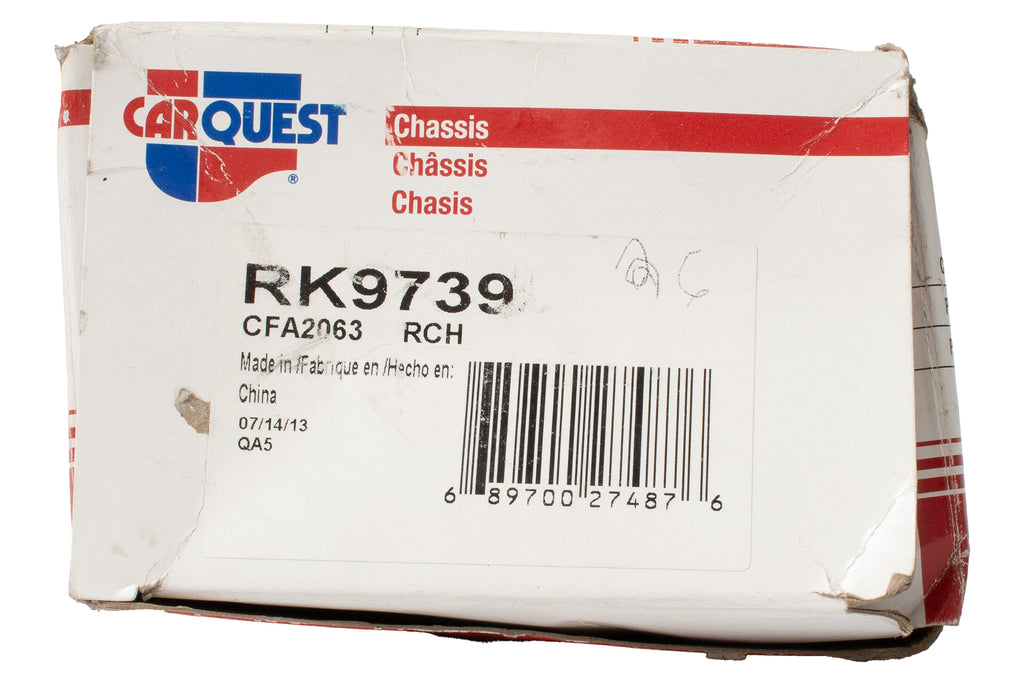 CARQUEST
®
Chassis
Châssis
Chasis
RK9739
CFA2063 RCH
Made in /Fabrique en /Hecho en:
China
07/14/13
QA5
6 89700 27487 6